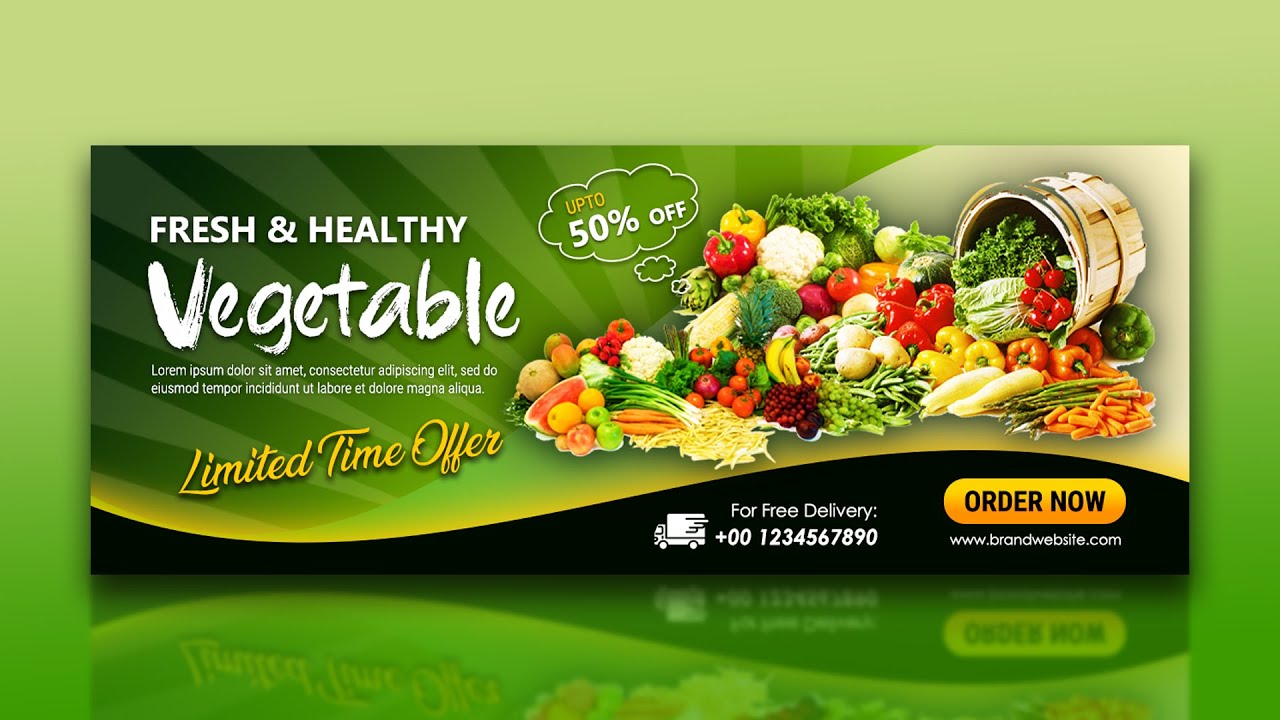 FRESH & HEALTHY
Vegetable
Lorem ipsum dolor sit amet, consectetur adipiscing elit, sed do
eiusmod tempor incididunt ut labore et dolore magna aliqua.
Limited Time Offer
UPTO
50% OFF
For Free Delivery:
+00 1234567890
ORDER NOW
www.brandwebsite.com